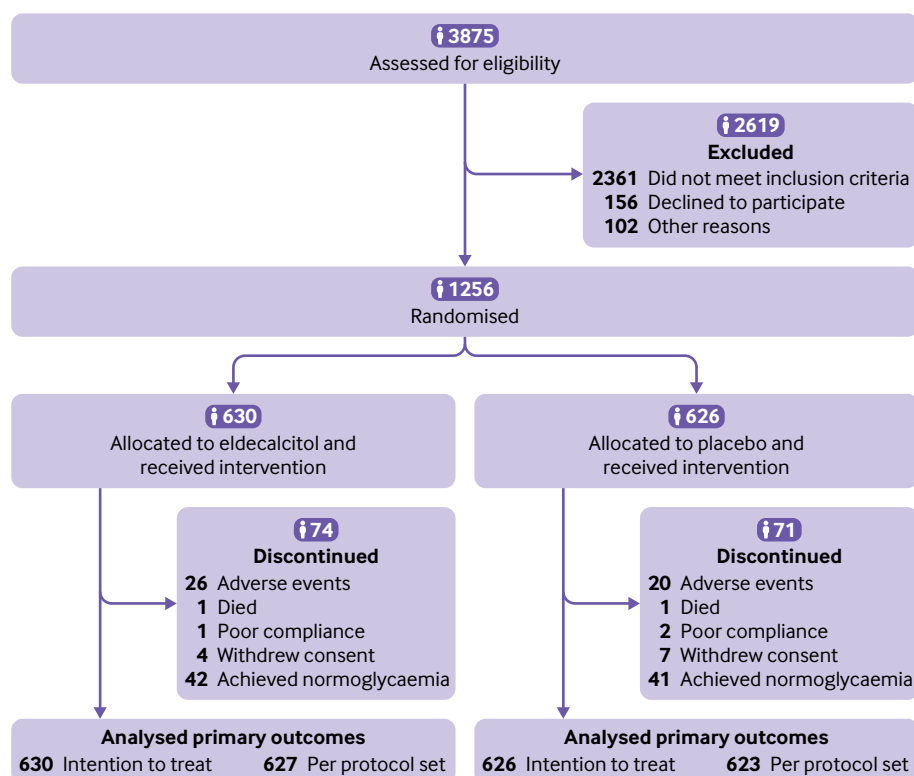 3875
Assessed for eligibility
2619
Excluded
2361 Did not meet inclusion criteria
156 Declined to participate
102 Other reasons
1256
Randomised
630
Allocated to eldecalcitol and
received intervention
626
Allocated to placebo and
received intervention
74
Discontinued
26 Adverse events
1 Died
1 Poor compliance
4 Withdrew consent
42 Achieved normoglycaemia
71
Discontinued
20 Adverse events
1 Died
2 Poor compliance
7 Withdrew consent
41 Achieved normoglycaemia
Analysed primary outcomes
630 Intention to treat 627 Per protocol set
Analysed primary outcomes
626 Intention to treat 623 Per protocol set